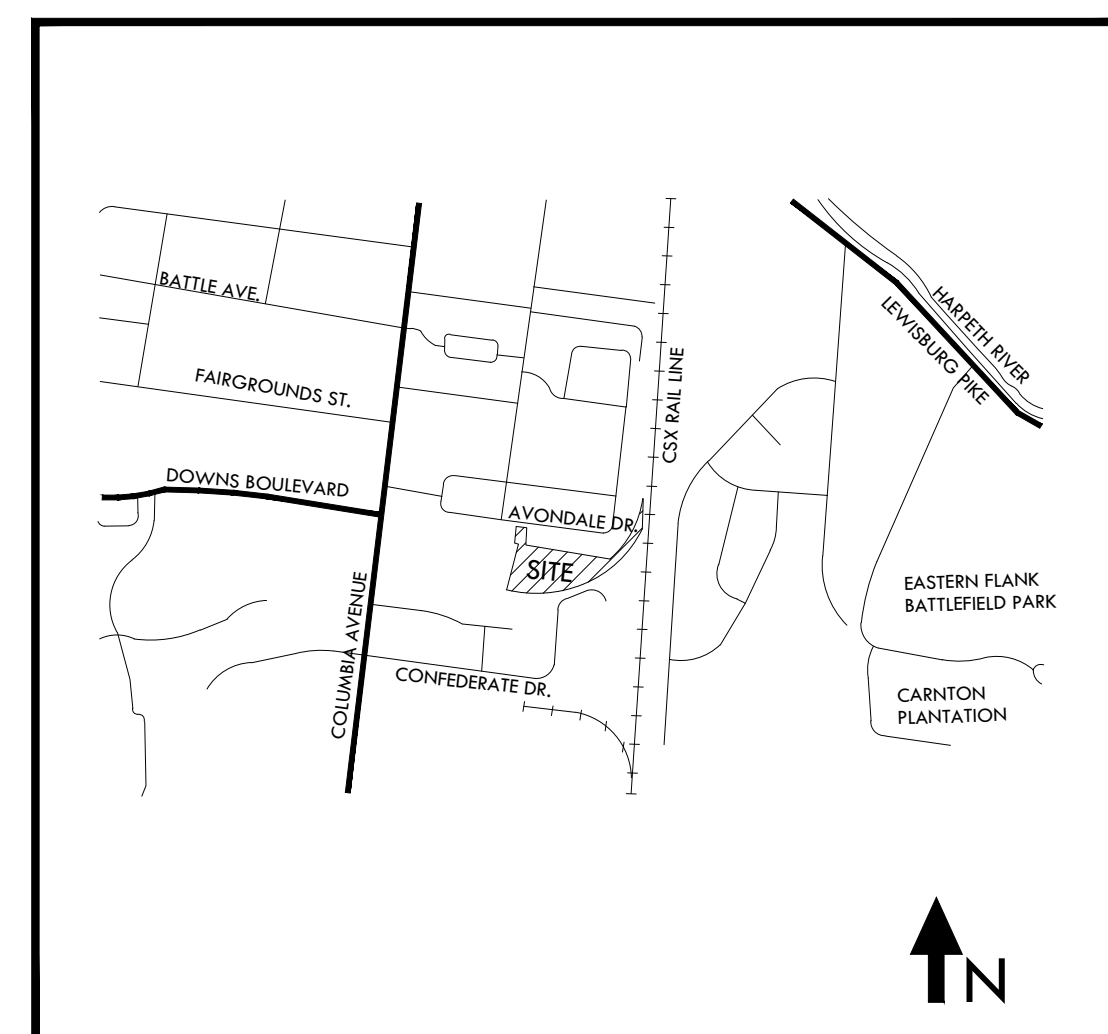 BATTLE AVE.
HARPETH RIVER
LEWISBURG PIKE
FAIRGROUNDS ST.
CSX RAIL LINE
DOWNS BOULEVARD
AVONDALE DR.
SITE
EASTERN FLANK
BATTLEFIELD PARK
COLUMBIA AVENUE
CONFEDERATE DR.
CARNTON
PLANTATION
N